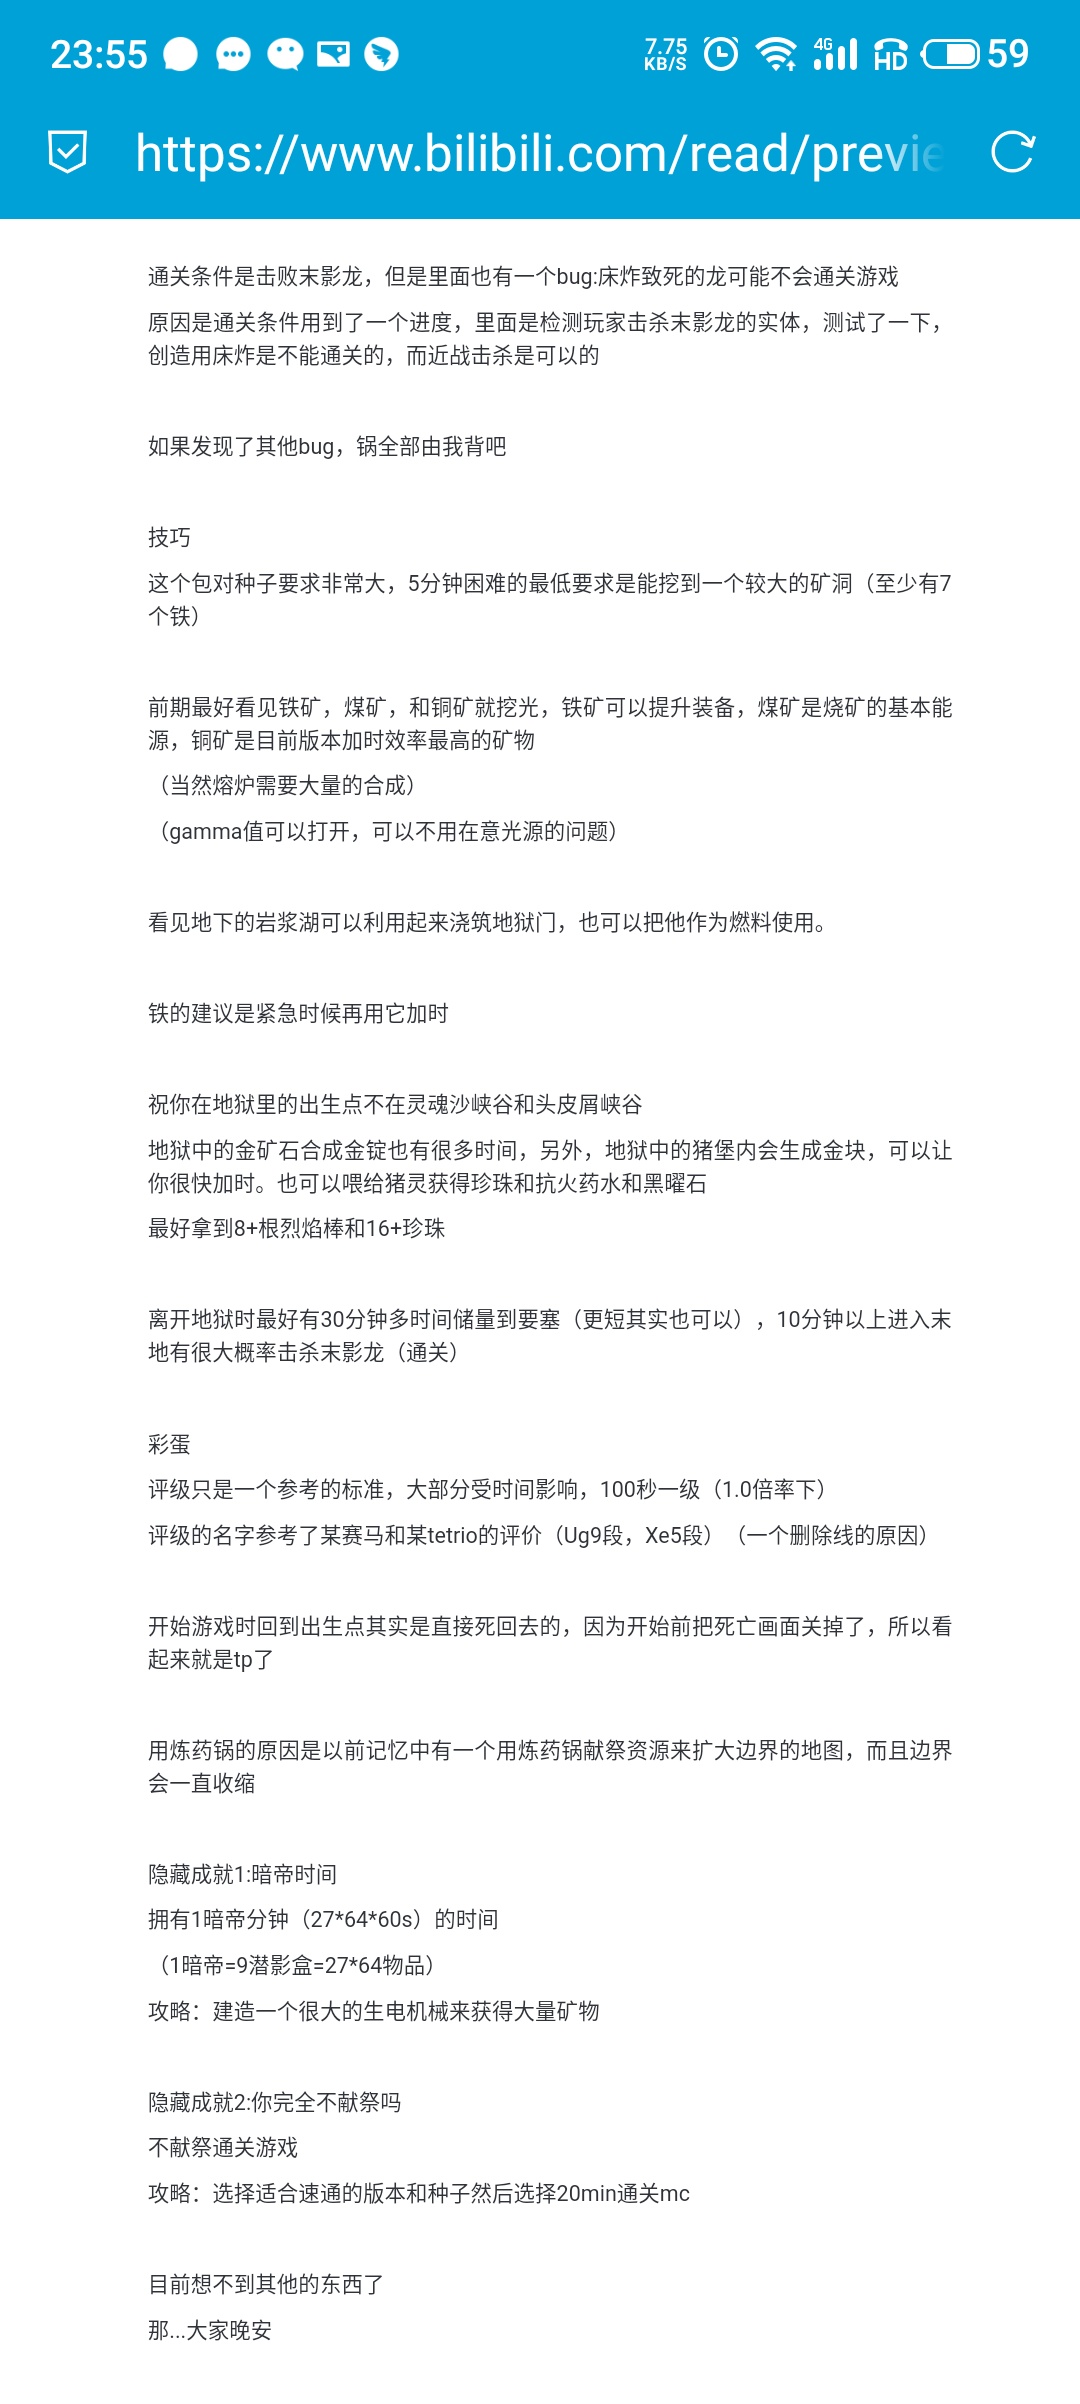 23:55
7.75
KB/S
4G
HD
59
https://www.bilibili.com/read/previe
通关条件是击败末影龙，但是里面也有一个bug:床炸致死的龙可能不会通关游戏
原因是通关条件用到了一个进度，里面是检测玩家击杀末影龙的实体，测试了一下，
创造用床炸是不能通关的，而近战击杀是可以的
如果发现了其他bug，锅全部由我背吧
技巧
这个包对种子要求非常大，5分钟困难的最低要求是能挖到一个较大的矿洞（至少有7
个铁）
前期最好看见铁矿，煤矿，和铜矿就挖光，铁矿可以提升装备，煤矿是烧矿的基本能
源，铜矿是目前版本加时效率最高的矿物
（当然熔炉需要大量的合成）
（gamma值可以打开，可以不用在意光源的问题）
看见地下的岩浆湖可以利用起来浇筑地狱门，也可以把他作为燃料使用。
铁的建议是紧急时候再用它加时
祝你在地狱里的出生点不在灵魂沙峡谷和头皮屑峡谷
地狱中的金矿石合成金锭也有很多时间，另外，地狱中的猪堡内会生成金块，可以让
你很快加时。也可以喂给猪灵获得珍珠和抗火药水和黑曜石
最好拿到8+根烈焰棒和16+珍珠
离开地狱时最好有30分钟多时间储量到要塞（更短其实也可以），10分钟以上进入末
地有很大概率击杀末影龙（通关）
彩蛋
评级只是一个参考的标准，大部分受时间影响，100秒一级（1.0倍率下）
评级的名字参考了某赛马和某tetrio的评价（Ug9段，Xe5段）（一个删除线的原因）
开始游戏时回到出生点其实是直接死回去的，因为开始前把死亡画面关掉了，所以看
起来就是tp了
用炼药锅的原因是以前记忆中有一个用炼药锅献祭资源来扩大边界的地图，而且边界
会一直收缩
隐藏成就1:暗帝时间
拥有1暗帝分钟（27*64*60s）的时间
（1暗帝=9潜影盒=27*64物品）
攻略：建造一个很大的生电机械来获得大量矿物
隐藏成就2:你完全不献祭吗
不献祭通关游戏
攻略：选择适合速通的版本和种子然后选择20min通关mc
目前想不到其他的东西了
那...大家晚安